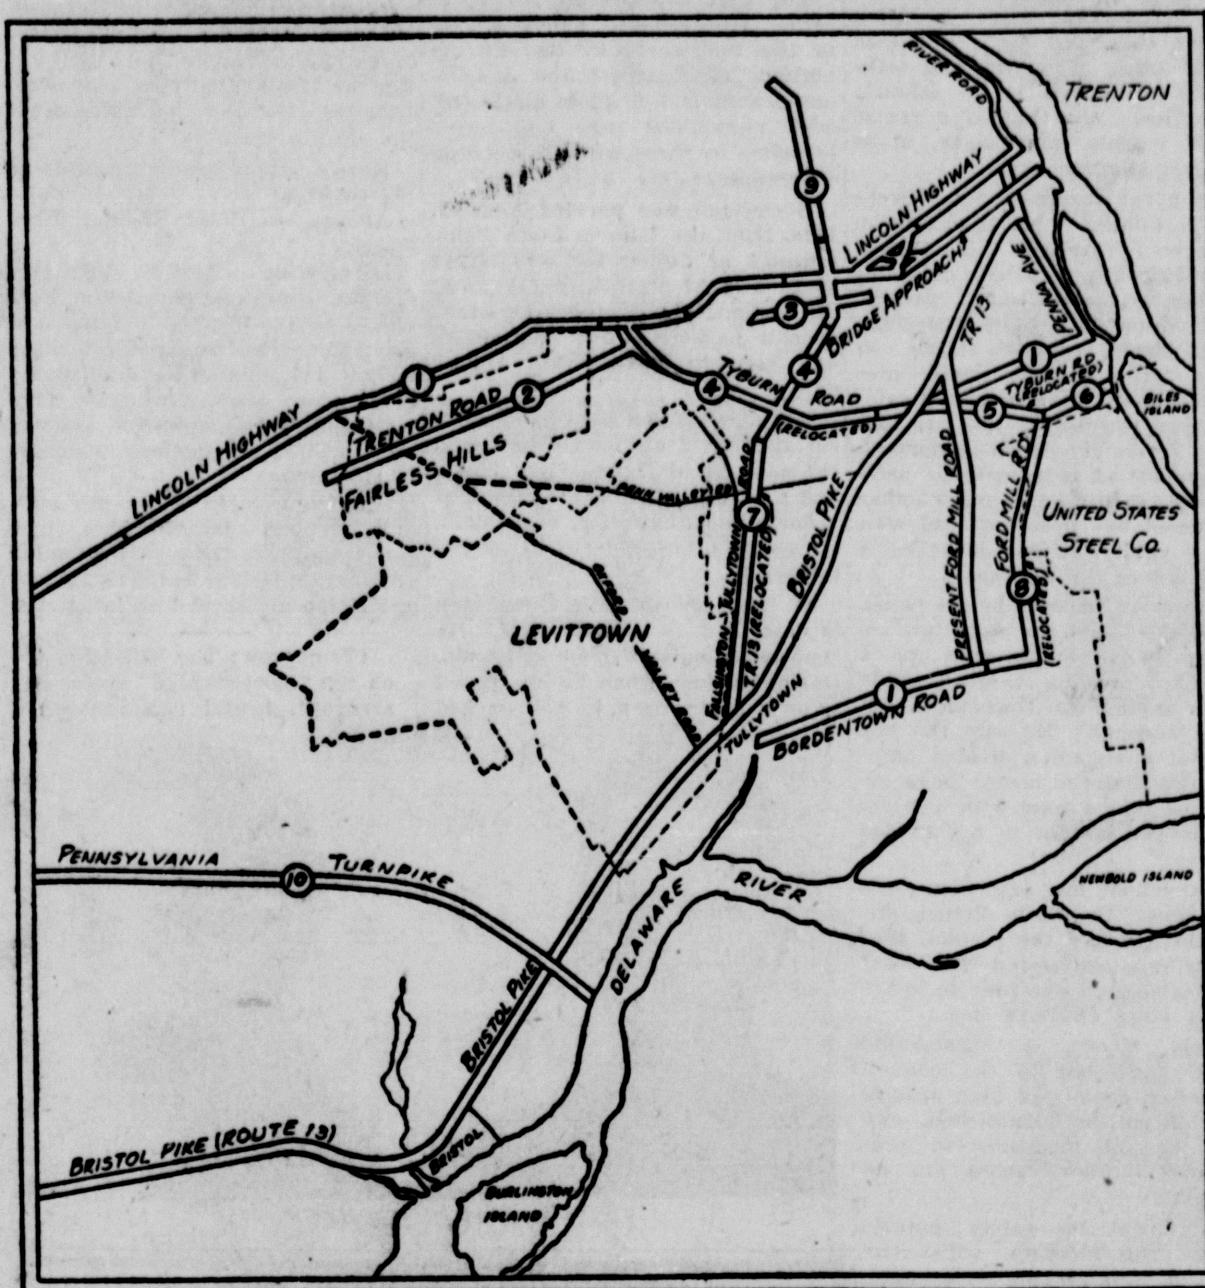 RIVER ROAD
TRENTON
9
LINCOLN HIGHWAY
BRIDGE APPROACH
T.R. 13
PENNA AVE
3
1
LINCOLN HIGHWAY
TRENTON ROAD
2
FAIRLESS HILLS
4
TYBURN ROAD
(RELOCATED)
4
1
TYBURN RD
(RELOCATED)
5
6
BILES
ISLAND
PENN VALLEY RD
7
FALLSINGTON-TULLYTOWN ROAD
T.R. 13 (RELOCATED)
BRISTOL PIKE
PRESENT FORD MILL ROAD
FORD MILL RD.
8
(RELOCATED)
UNITED STATES
STEEL CO.
LEVITTOWN
VALLEY ROAD
TULLYTOWN
1
BORDENTOWN ROAD
PENNSYLVANIA TURNPIKE
10
DELAWARE RIVER
NEWBOLD ISLAND
BRISTOL PIKE
BRISTOL PIKE (ROUTE 13)
BRISTOL
BURLINGTON
ISLAND